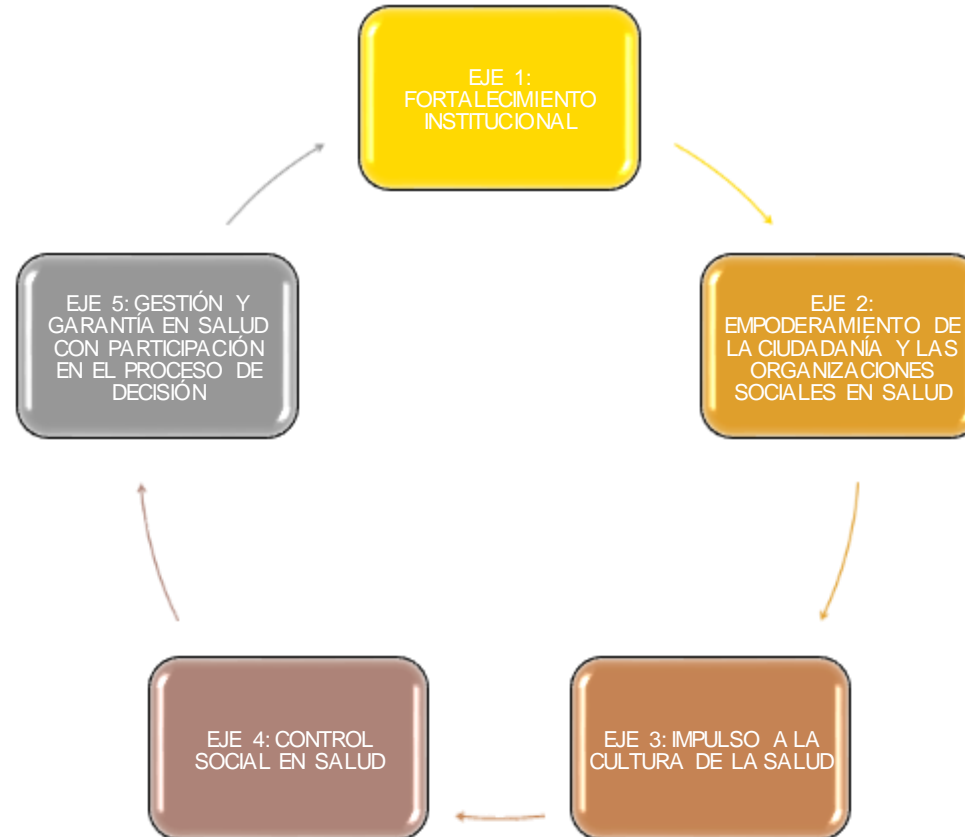 EJE 1:
FORTALECIMIENTO
INSTITUCIONAL
EJE 2:
EMPODERAMIENTO DE
LA CIUDADANÍA Y LAS
ORGANIZACIONES
SOCIALES EN SALUD
EJE 3: IMPULSO A LA
CULTURA DE LA SALUD
EJE 4: CONTROL
SOCIAL EN SALUD
EJE 5: GESTIÓN Y
GARANTÍA EN SALUD
CON PARTICIPACIÓN
EN EL PROCESO DE
DECISIÓN